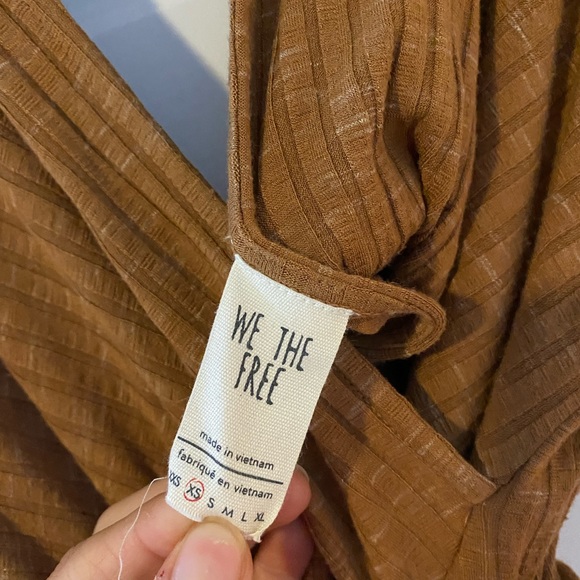 WE THE
FREE
made in vietnam
fabriqué en vietnam
XXS XS S M L XL